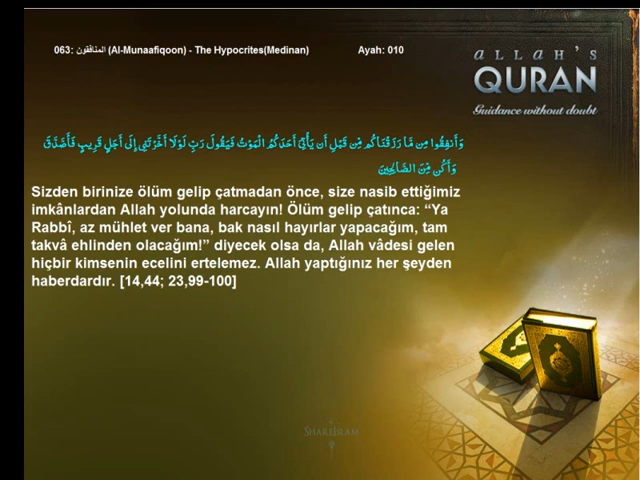 063: المنافقون (Al-Munaafiqoon) - The Hypocrites(Medinan) Ayah: 010
ALLAH'S
QURAN
Guidance without doubt
وَأَنفِقُوا مِن مَّا رَزَقْنَاكُم مِّن قَبْلِ أَن يَأْتِيَ أَحَدَكُمُ الْمَوْتُ فَيَقُولَ رَبِّ لَوْلَا أَخَّرْتَنِي إِلَى أَجَلٍ قَرِيبٍ فَأَصَّدَّقَ
وَأَكُن مِّنَ الصَّالِحِينَ
Sizden birinize ölüm gelip çatmadan önce, size nasib ettiğimiz
imkânlardan Allah yolunda harcayın! Ölüm gelip çatınca: “Ya
Rabbî, az mühlet ver bana, bak nasıl hayırlar yapacağım, tam
takvâ ehlinden olacağım!” diyecek olsa da, Allah vâdesi gelen
hiçbir kimsenin ecelini ertelemez. Allah yaptığınız her şeyden
haberdardır. [14,44; 23,99-100]
SHAREISLAM